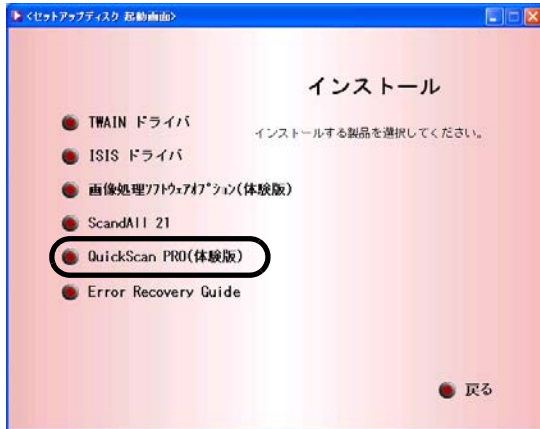 <セットアップディスク 起動画面>
インストール
インストールする製品を選択してください。
TWAIN ドライバ
ISIS ドライバ
画像処理ソフトウェアオプション(体験版)
ScandAll 21
QuickScan PRO(体験版)
Error Recovery Guide
戻る